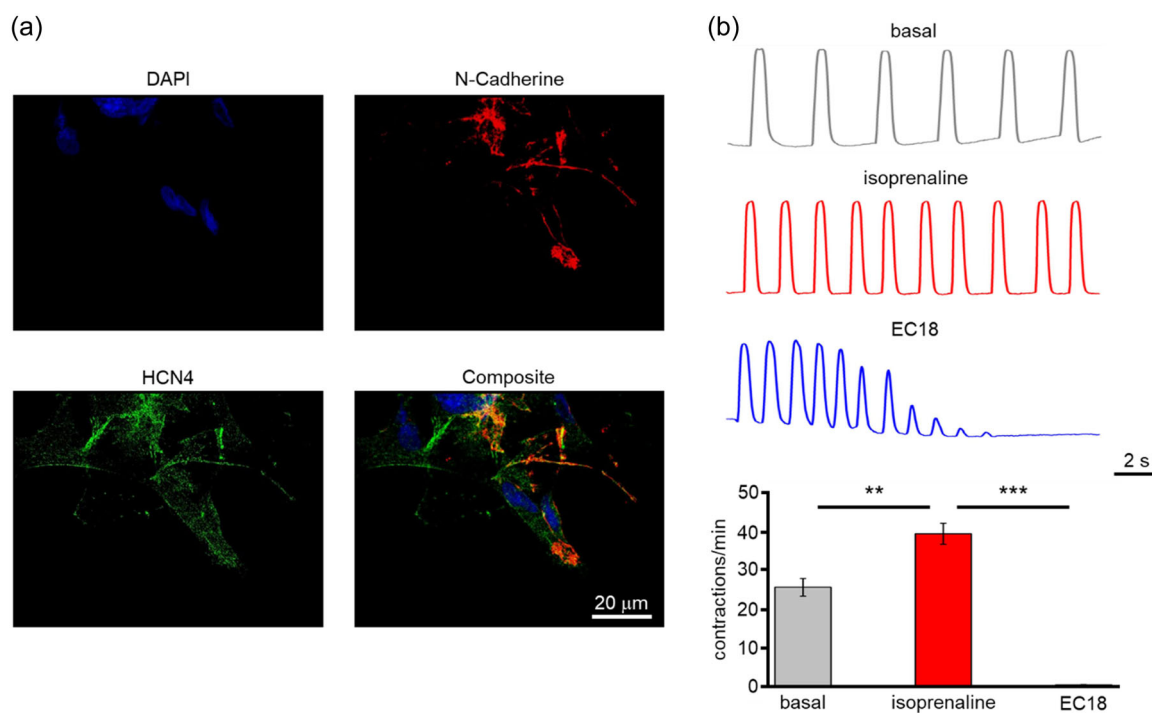 (a)
DAPI
N-Cadherine
HCN4
Composite
20 μm
(b)
basal
isoprenaline
EC18
2 s
** ***
50
40
30
20
10
0
contractions/min
basal isoprenaline EC18